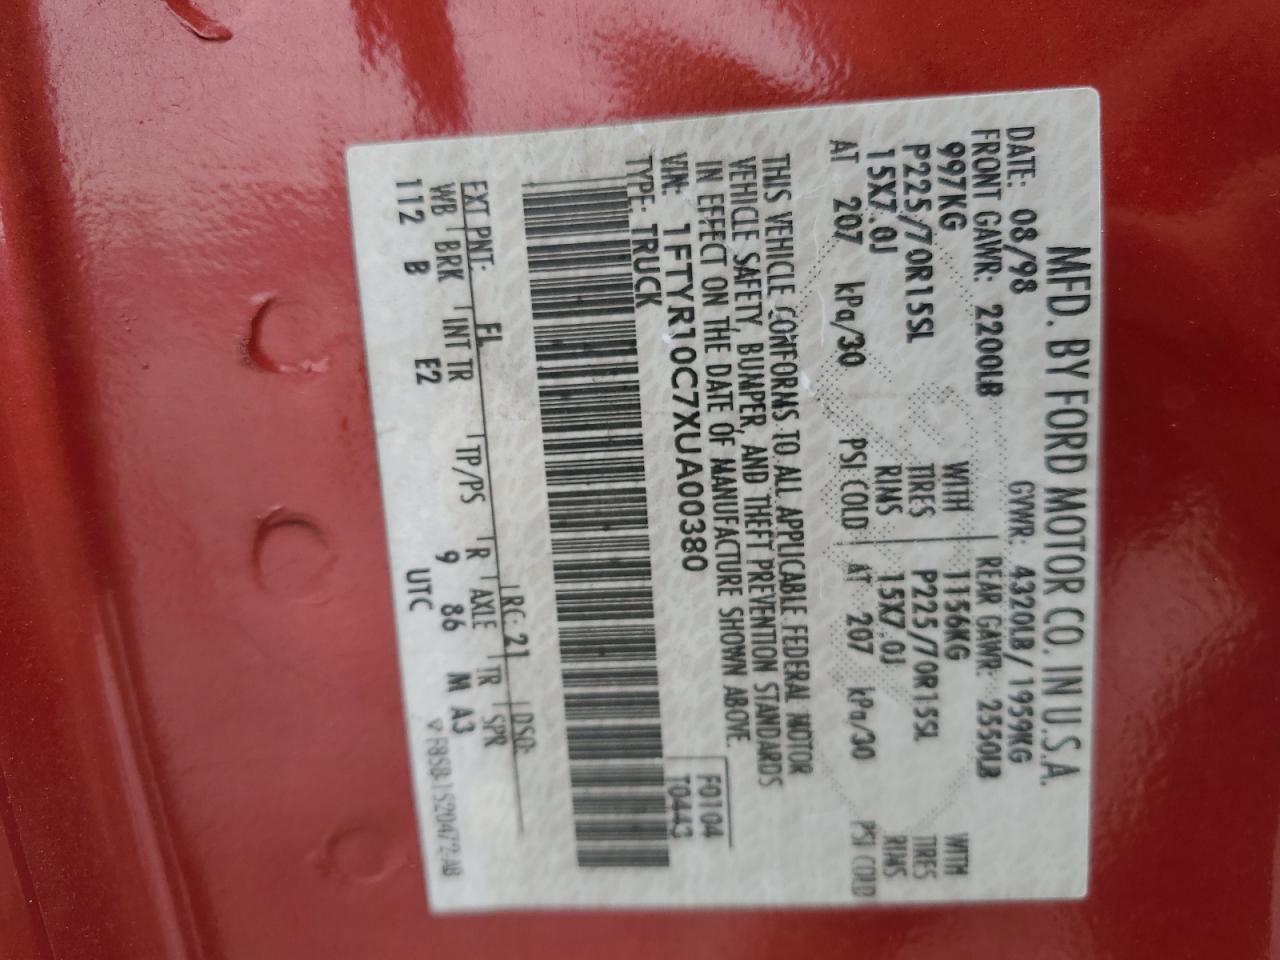 MFD. BY FORD MOTOR CO. IN U.S.A.
DATE: 08/98 GVWR: 4320LB/ 1959KG
FRONT GAWR: 2200LB REAR GAWR: 2550LB
997KG WITH 1156KG WITH
P225/70R15SL TIRES P225/70R15SL TIRES
15X7.0J RIMS 15X7.0J RIMS
AT 207 kPa/30 PSI COLD AT 207 kPa/30 PSI COLD
THIS VEHICLE CONFORMS TO ALL APPLICABLE FEDERAL MOTOR
VEHICLE SAFETY, BUMPER, AND THEFT PREVENTION STANDARDS
IN EFFECT ON THE DATE OF MANUFACTURE SHOWN ABOVE.
VIN: 1FTYR10C7XUA00380 F0104
TYPE: TRUCK T0443
EXT PNT: FL RC: 21 DSO:
WB BRK INT TR TP/PS R AXLE TR SPR
112 B E2 9 86 M A3
UTC
▽ F85B-1520472-AB